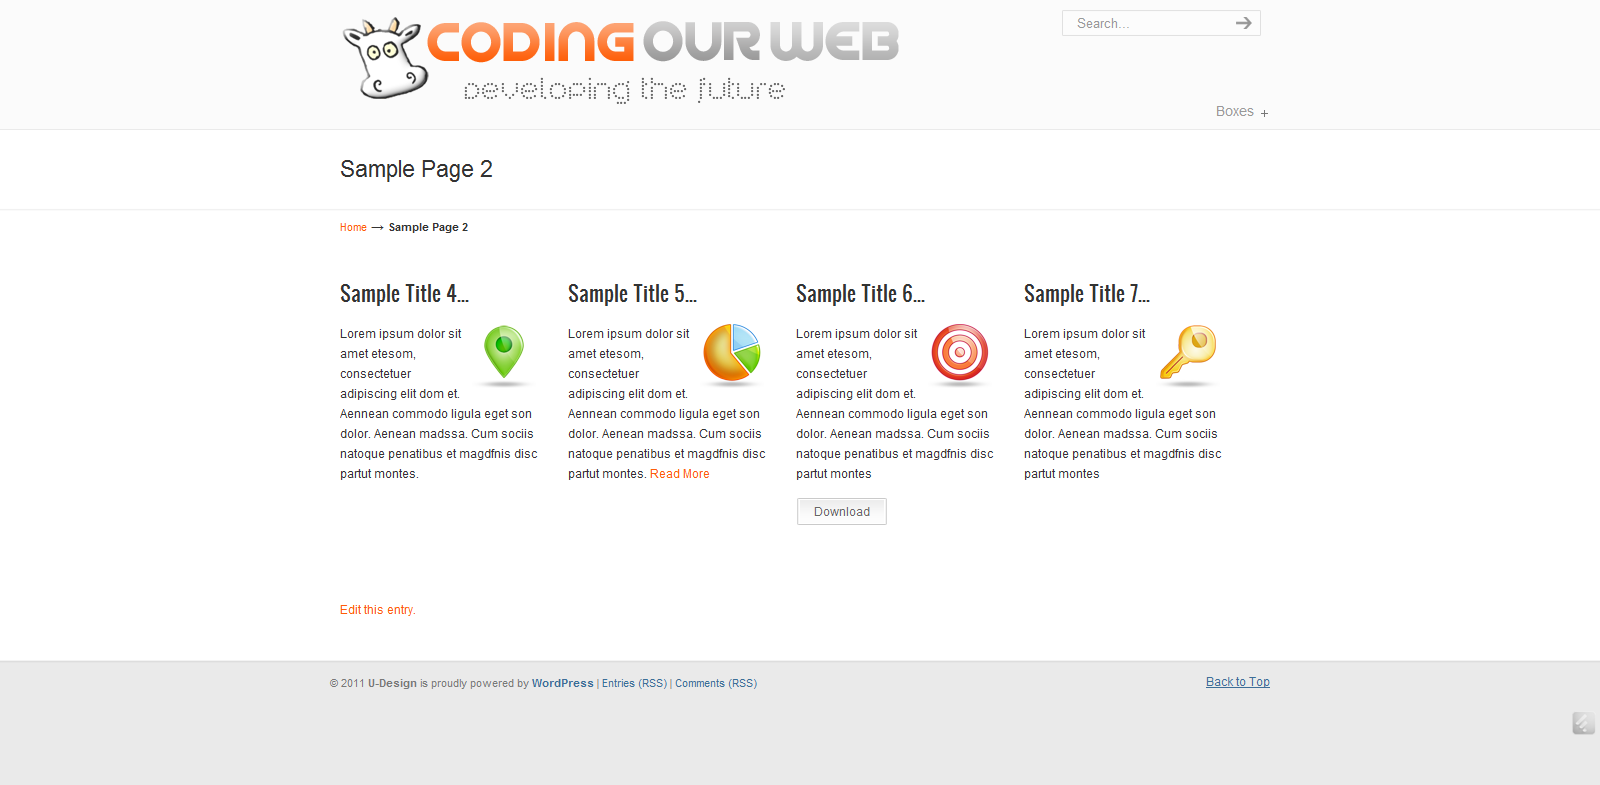 CODING OUR WEB
developing the future
Search...
Boxes +
Sample Page 2
Home → Sample Page 2
Sample Title 4...
Lorem ipsum dolor sit
amet etesom,
consectetuer
adipiscing elit dom et.
Aennean commodo ligula eget son
dolor. Aenean madssa. Cum sociis
natoque penatibus et magdfnis disc
partut montes.
Sample Title 5...
Lorem ipsum dolor sit
amet etesom,
consectetuer
adipiscing elit dom et.
Aennean commodo ligula eget son
dolor. Aenean madssa. Cum sociis
natoque penatibus et magdfnis disc
partut montes. Read More
Sample Title 6...
Lorem ipsum dolor sit
amet etesom,
consectetuer
adipiscing elit dom et.
Aennean commodo ligula eget son
dolor. Aenean madssa. Cum sociis
natoque penatibus et magdfnis disc
partut montes
Download
Sample Title 7...
Lorem ipsum dolor sit
amet etesom,
consectetuer
adipiscing elit dom et.
Aennean commodo ligula eget son
dolor. Aenean madssa. Cum sociis
natoque penatibus et magdfnis disc
partut montes
Edit this entry.
© 2011 U-Design is proudly powered by WordPress | Entries (RSS) | Comments (RSS)
Back to Top